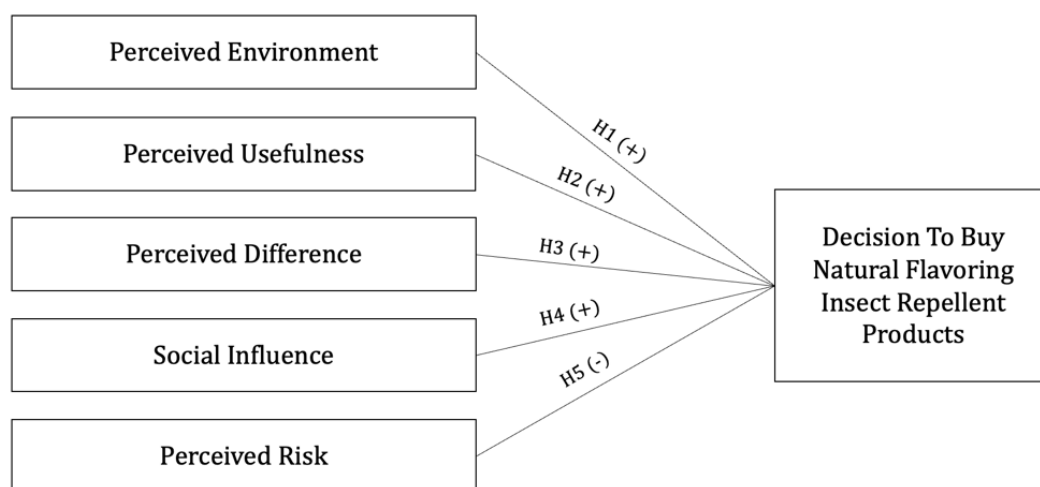 Perceived Environment
H1 (+)
Perceived Usefulness
H2 (+)
Perceived Difference
H3 (+)
Social Influence
H4 (+)
Perceived Risk
H5 (-)
Decision To Buy
Natural Flavoring
Insect Repellent
Products